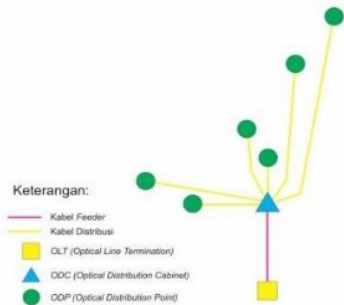 Keterangan:
Kabel Feeder
Kabel Distribusi
OLT (Optical Line Termination)
ODC (Optical Distribution Cabinet)
ODP (Optical Distribution Point)